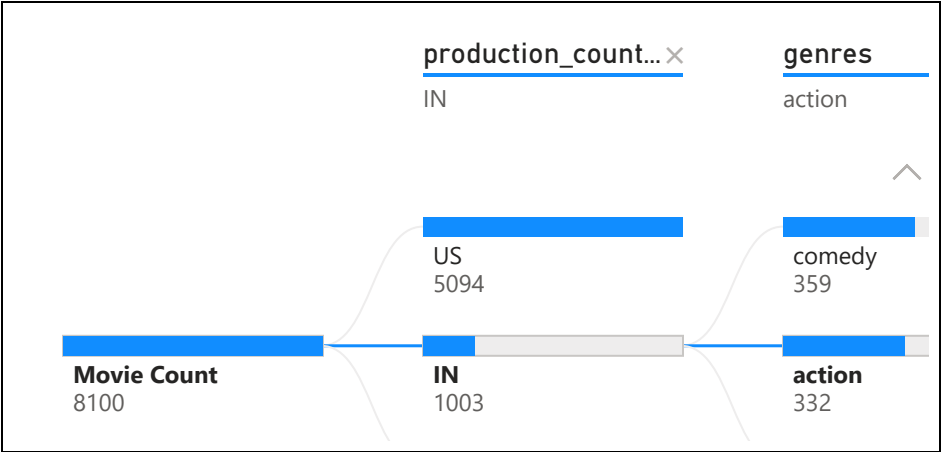 production_count...
genres
IN
action
US
5094
comedy
359
Movie Count
8100
IN
1003
action
332